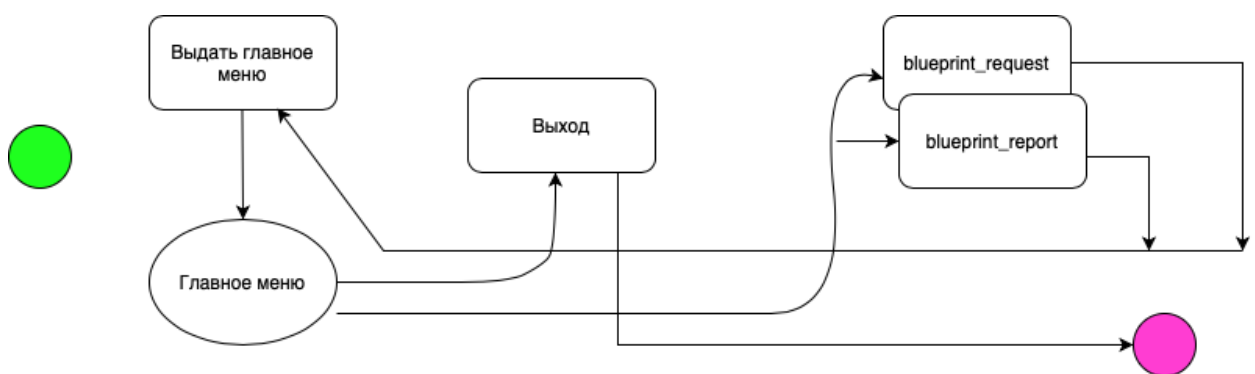 Выдать главное
меню
blueprint_request
Выход
blueprint_report
Главное меню